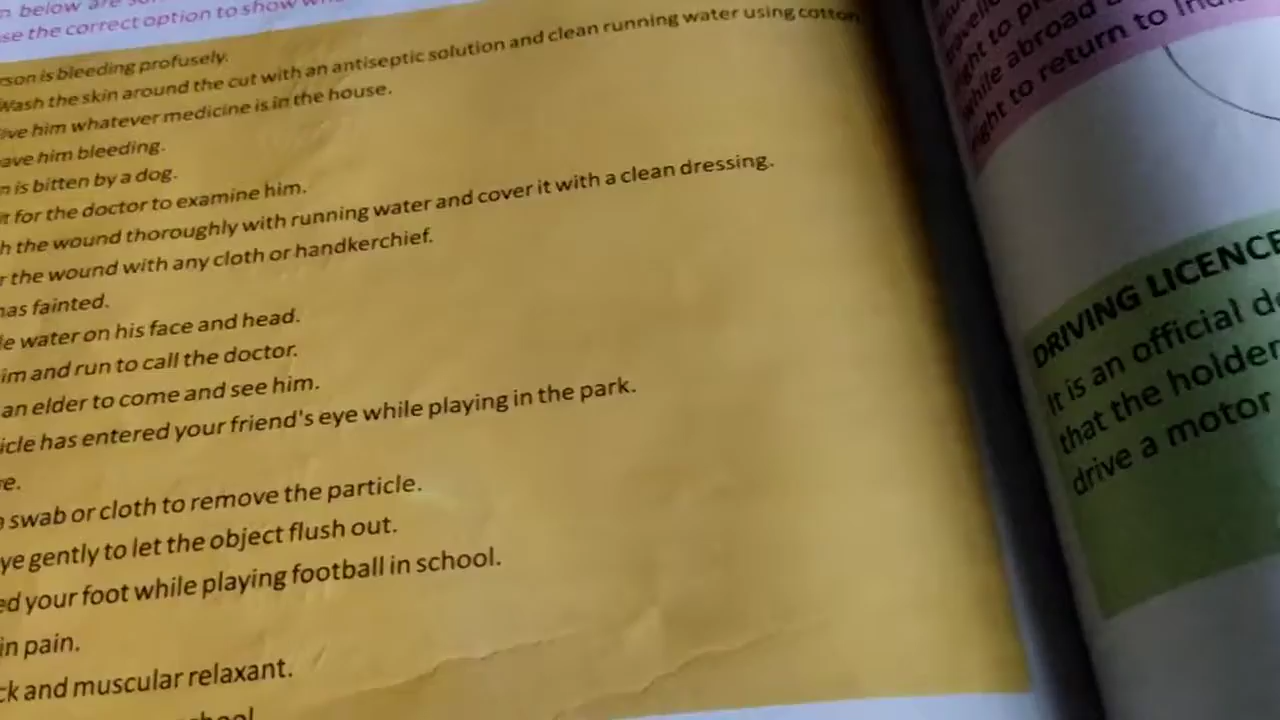 n below are
se the correct option to show
rson is bleeding profusely.
Wash the skin around the cut with an antiseptic solution and clean running water using cotton
ive him whatever medicine is in the house.
ave him bleeding.
n is bitten by a dog.
it for the doctor to examine him.
h the wound thoroughly with running water and cover it with a clean dressing.
r the wound with any cloth or handkerchief.
has fainted.
le water on his face and head.
im and run to call the doctor.
an elder to come and see him.
icle has entered your friend's eye while playing in the park.
re.
a swab or cloth to remove the particle.
ye gently to let the object flush out.
ed your foot while playing football in school.
in pain.
ck and muscular relaxant.
ight to
while abroad
ight to return to
DRIVING LICENCE
It is an official
that the holder
drive a motor